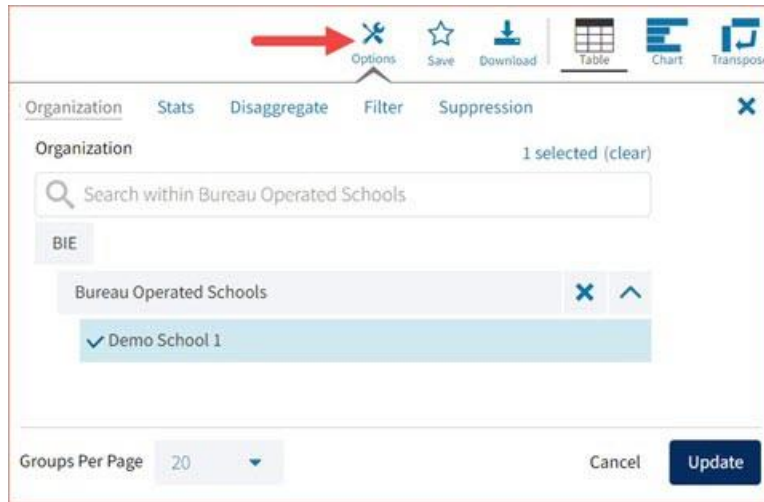 Options Save Download Table Chart Transpos
Organization Stats Disaggregate Filter Suppression
Organization 1 selected (clear)
Search within Bureau Operated Schools
BIE
Bureau Operated Schools
Demo School 1
Groups Per Page 20 Cancel Update